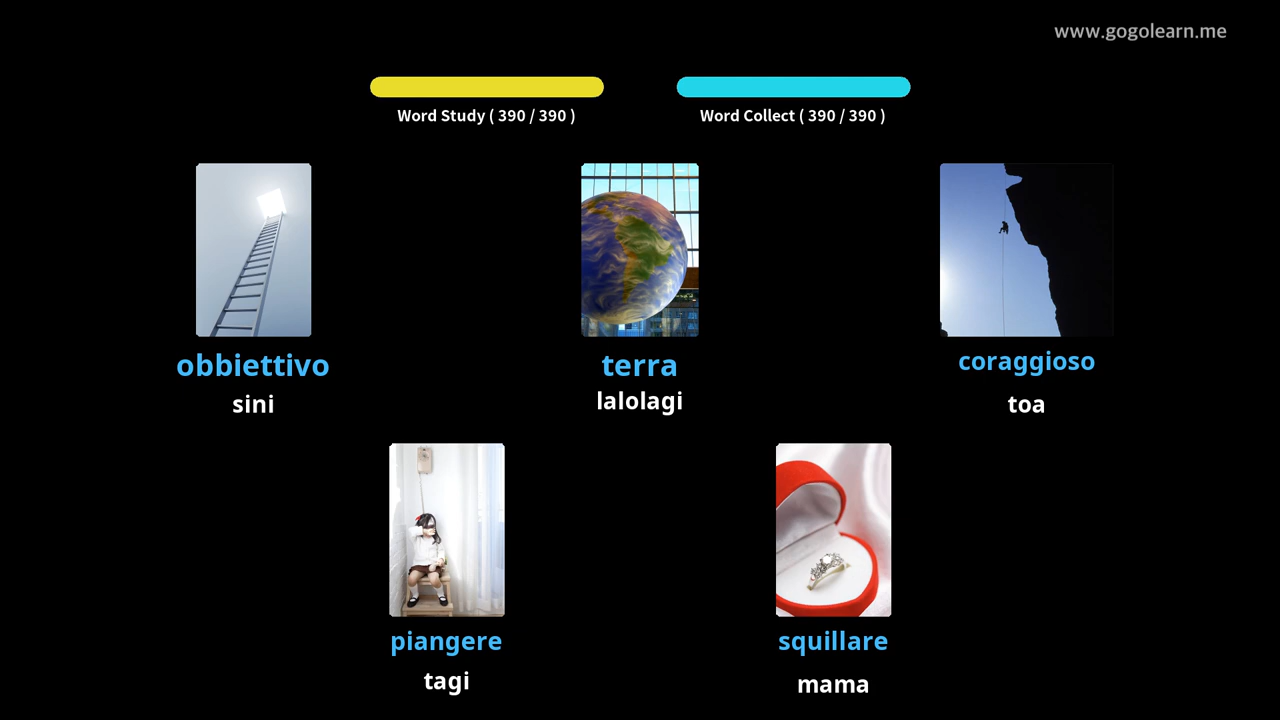 www.gogolearn.me
Word Study ( 390 / 390 )
Word Collect ( 390 / 390 )
obbiettivo
sini
terra
lalolagi
coraggioso
toa
piangere
tagi
squillare
mama